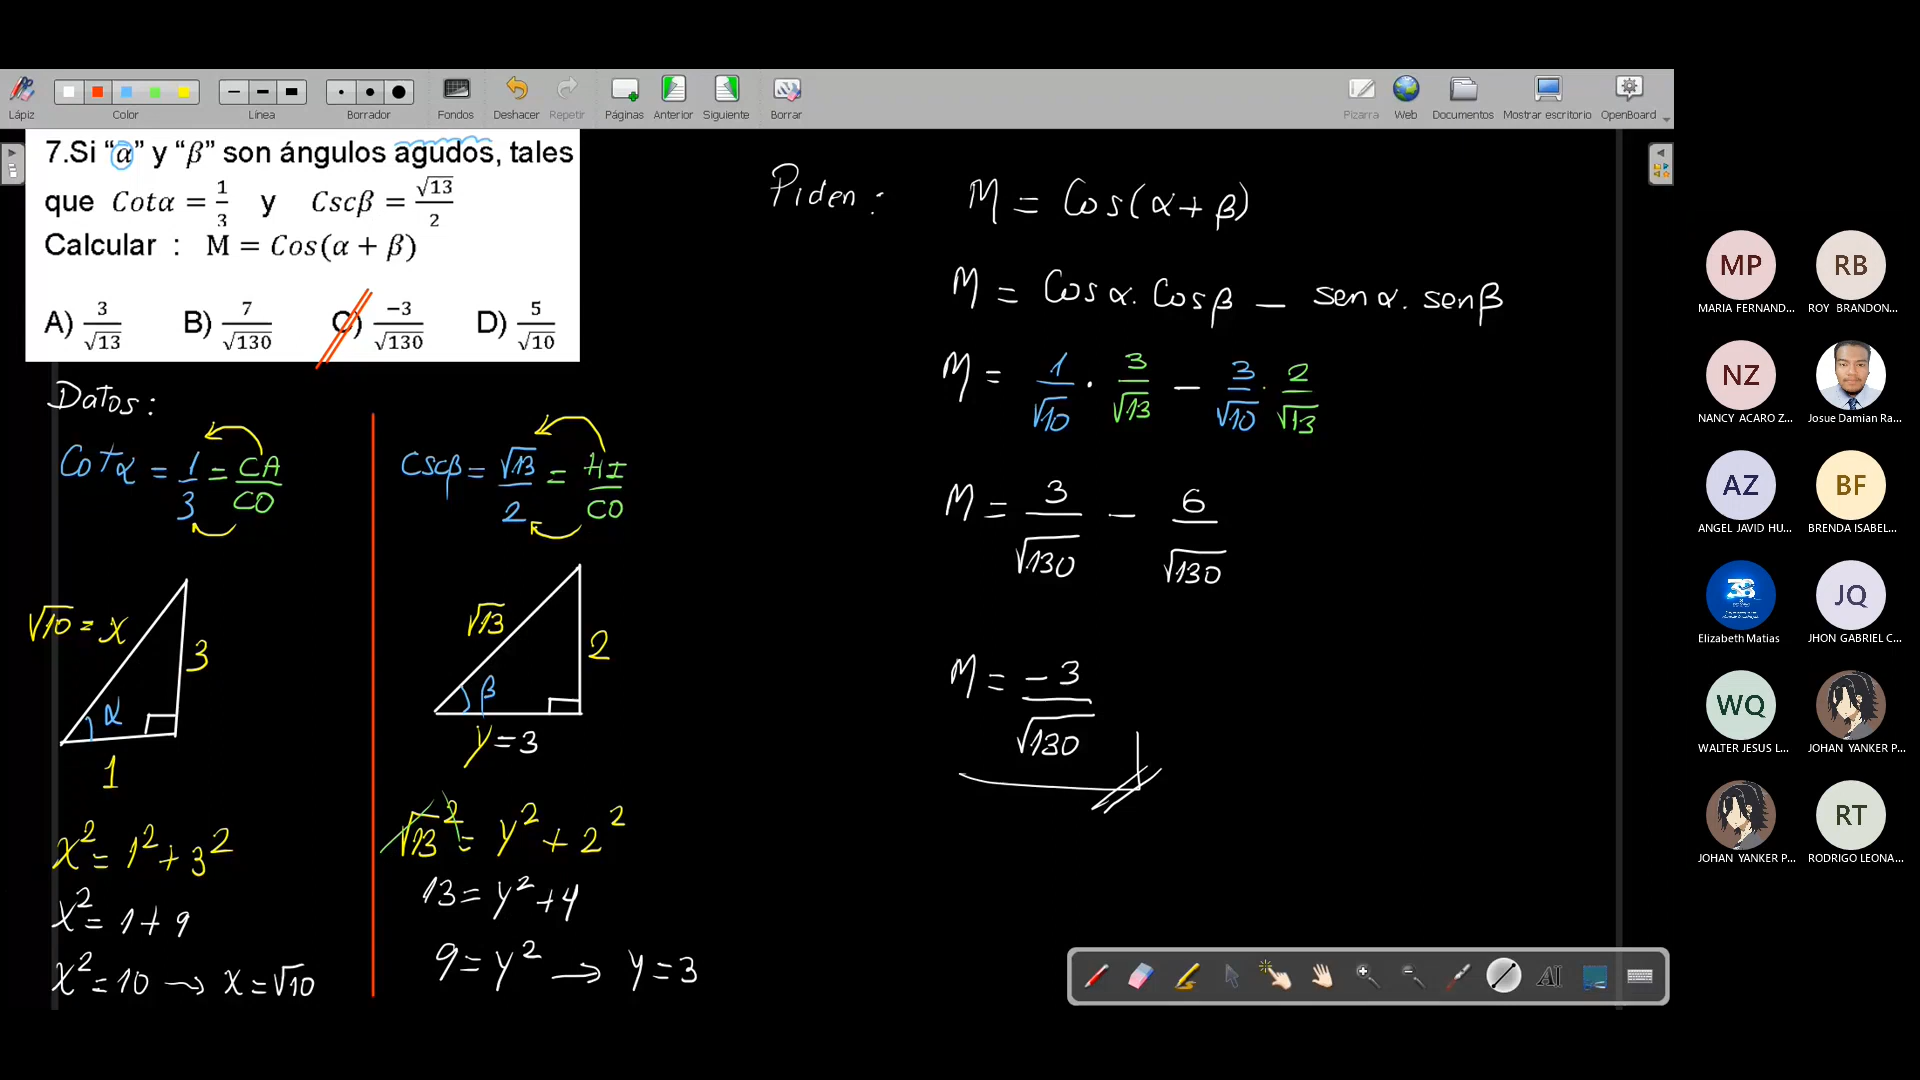 Lápiz
Color
Línea
Borrador
Fondos
Deshacer
Repetir
Páginas
Anterior
Siguiente
Borrar
Pizarra
Web
Documentos
Mostrar escritorio
OpenBoard
7.Si “α” y “β” son ángulos agudos, tales
que Cotα = 1/3 y Cscβ = √13/2
Calcular : M = Cos(α + β)
A) 3/√13 B) 7/√130 C) −3/√130 D) 5/√10
Datos:
Cotα = 1/3 = CA/CO
√10 = x
3
α
1
x² = 1² + 3²
x² = 1 + 9
x² = 10 → x = √10
Cscβ = √13/2 = HI/CO
√13
2
β
y = 3
√13² = y² + 2²
13 = y² + 4
9 = y² → y = 3
Piden: M = Cos(α + β)
M = Cosα . Cosβ − senα . senβ
M = 1/√10 · 3/√13 − 3/√10 · 2/√13
M = 3/√130 − 6/√130
M = −3/√130
AI
MP
MARIA FERNAND...
RB
ROY BRANDON...
NZ
NANCY ACARO Z...
Josue Damian Ra...
AZ
ANGEL JAVID HU...
BF
BRENDA ISABEL...
Elizabeth Matias
JQ
JHON GABRIEL C...
WQ
WALTER JESUS L...
JOHAN YANKER P...
JOHAN YANKER P...
RT
RODRIGO LEONA...